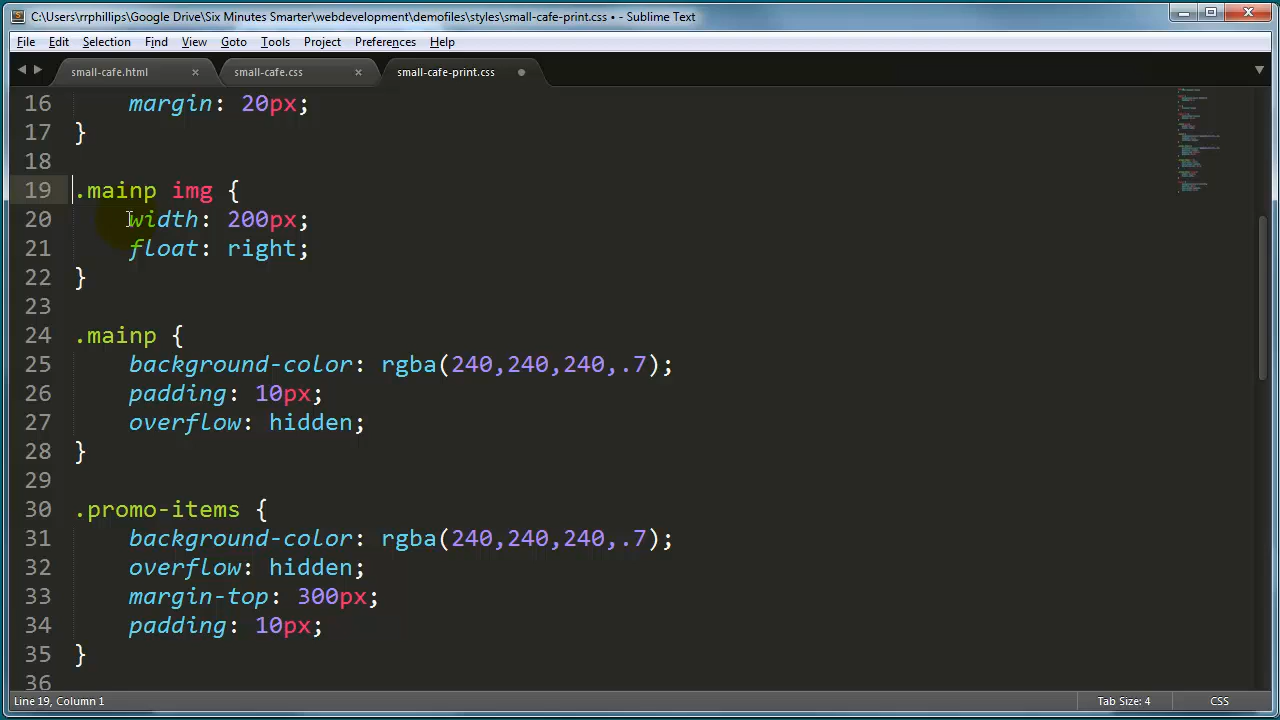 C:\Users\rrphillips\Google Drive\Six Minutes Smarter\webdevelopment\demofiles\styles\small-cafe-print.css • - Sublime Text
File Edit Selection Find View Goto Tools Project Preferences Help
small-cafe.html × small-cafe.css × small-cafe-print.css
16 margin: 20px;
17 }
18
19 .mainp img {
20 width: 200px;
21 float: right;
22 }
23
24 .mainp {
25 background-color: rgba(240,240,240,.7);
26 padding: 10px;
27 overflow: hidden;
28 }
29
30 .promo-items {
31 background-color: rgba(240,240,240,.7);
32 overflow: hidden;
33 margin-top: 300px;
34 padding: 10px;
35 }
36
Line 19, Column 1 Tab Size: 4 CSS